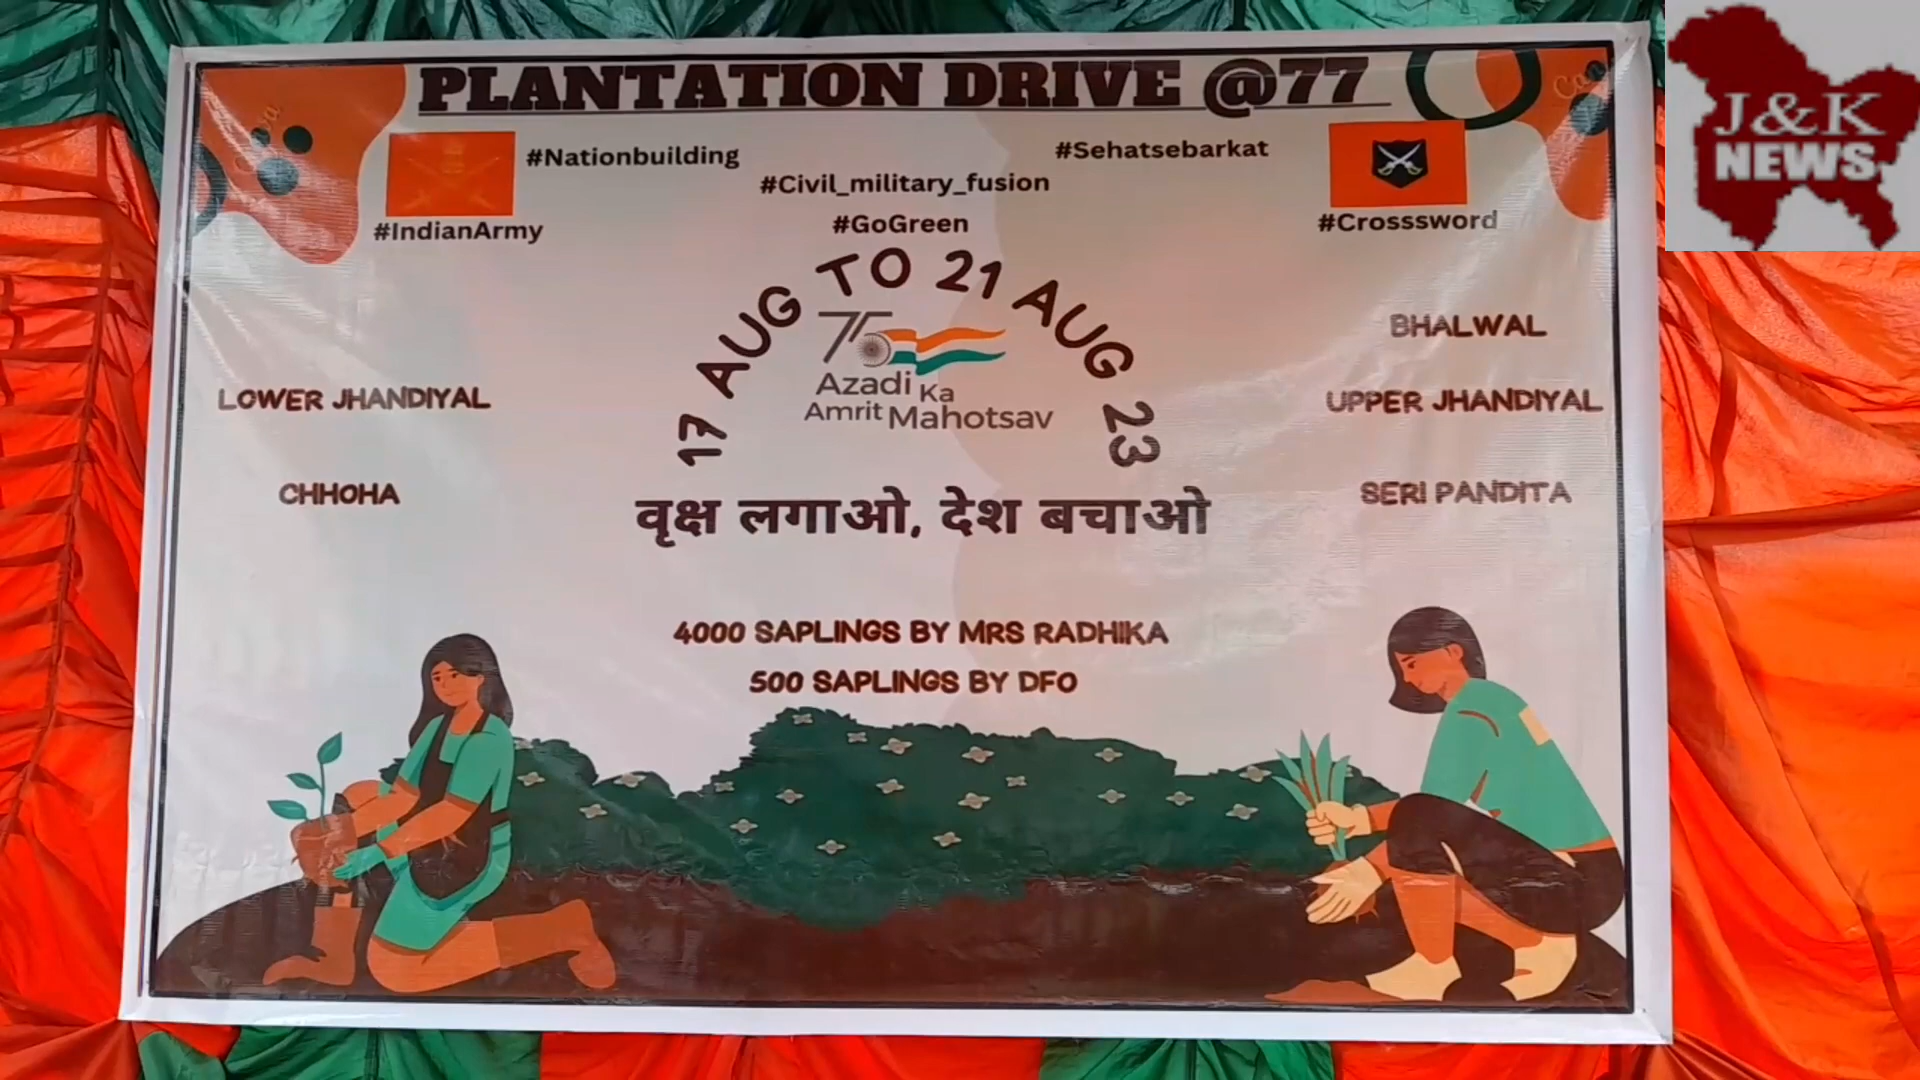 PLANTATION DRIVE @77
#Nationbuilding
#Sehatsebarkat
#Civil_military_fusion
#IndianArmy
#GoGreen
#Crosssword
17 AUG TO 21 AUG 23
75
Azadi Ka
Amrit Mahotsav
BHALWAL
LOWER JHANDIYAL
UPPER JHANDIYAL
CHHOHA
SERI PANDITA
वृक्ष लगाओ, देश बचाओ
4000 SAPLINGS BY MRS RADHIKA
500 SAPLINGS BY DFO
J&K
NEWS